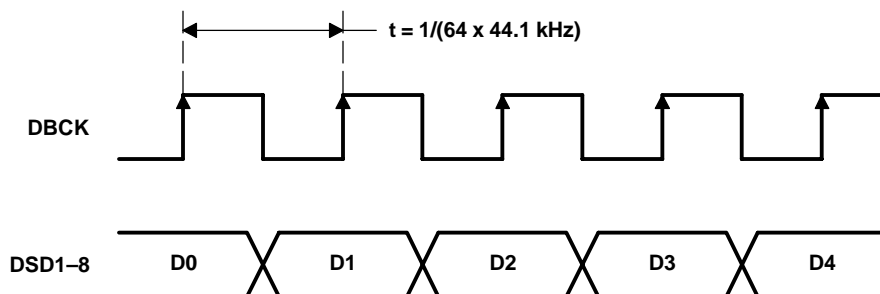 t = 1/(64 x 44.1 kHz)
DBCK
DSD1–8 D0 D1 D2 D3 D4